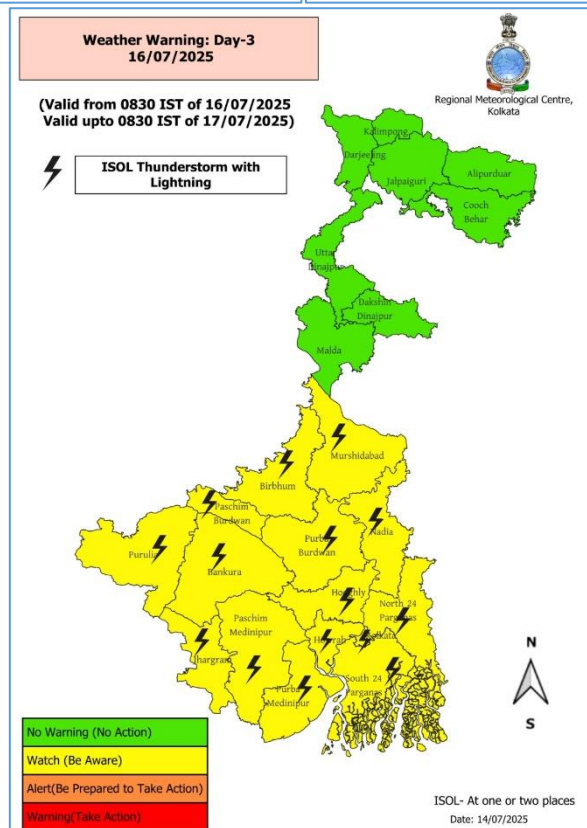 Weather Warning: Day-3
16/07/2025
Regional Meteorological Centre,
Kolkata
(Valid from 0830 IST of 16/07/2025
Valid upto 0830 IST of 17/07/2025)
ISOL Thunderstorm with
Lightning
Kalimpong
Darjeeling
Jalpaiguri
Alipurduar
Cooch
Behar
Uttar
Dinajpur
Dakshin
Dinajpur
Malda
Murshidabad
Birbhum
Paschim
Burdwan
Purba
Burdwan
Nadia
Purulia
Bankura
Hooghly
North 24
Parganas
Paschim
Medinipur
Howrah
Kolkata
Jhargram
South 24
Parganas
Purba
Medinipur
N
S
No Warning (No Action)
Watch (Be Aware)
Alert(Be Prepared to Take Action)
Warning(Take Action)
ISOL- At one or two places
Date: 14/07/2025